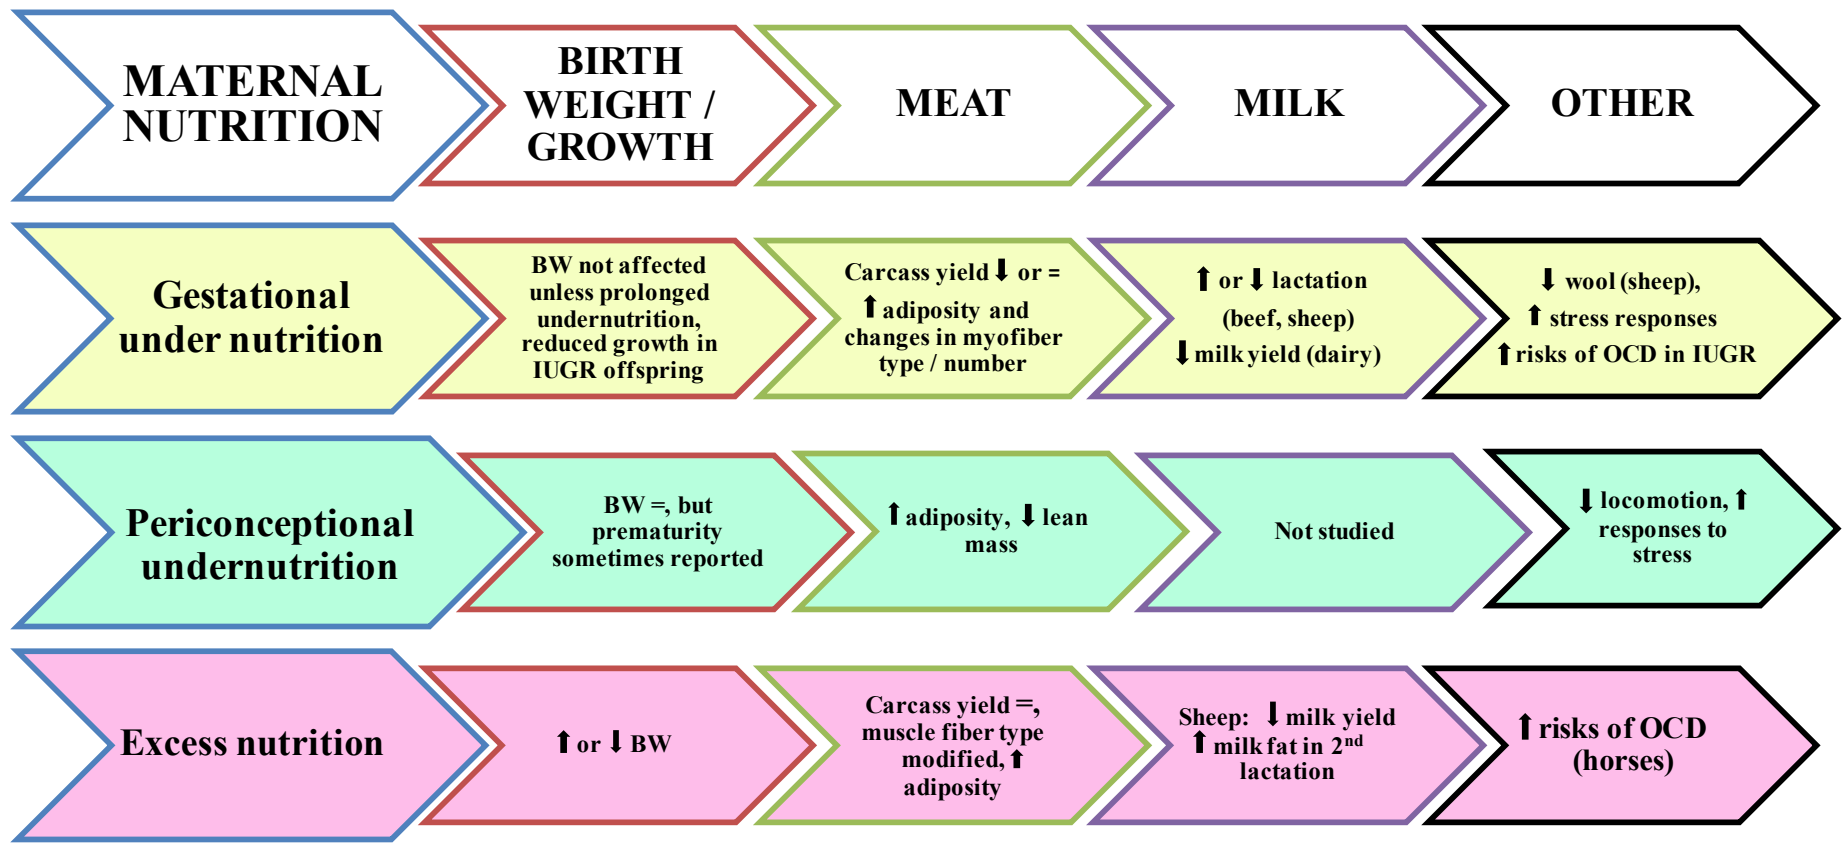 MATERNAL
NUTRITION
BIRTH
WEIGHT /
GROWTH
MEAT
MILK
OTHER
Gestational
under nutrition
BW not affected
unless prolonged
undernutrition,
reduced growth in
IUGR offspring
Carcass yield ⬇ or =
⬆ adiposity and
changes in myofiber
type / number
⬆ or ⬇ lactation
(beef, sheep)
⬇ milk yield (dairy)
⬇ wool (sheep),
⬆ stress responses
⬆ risks of OCD in IUGR
Periconceptional
undernutrition
BW =, but
prematurity
sometimes reported
⬆ adiposity, ⬇ lean
mass
Not studied
⬇ locomotion, ⬆
responses to
stress
Excess nutrition
⬆ or ⬇ BW
Carcass yield =,
muscle fiber type
modified, ⬆
adiposity
Sheep: ⬇ milk yield
⬆ milk fat in 2nd
lactation
⬆ risks of OCD
(horses)